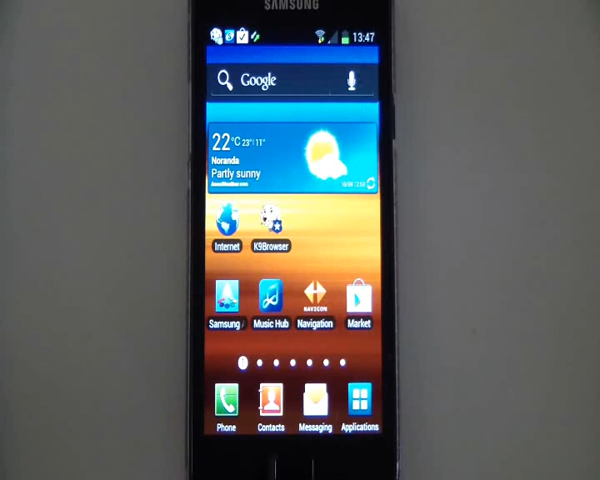 SAMSUNG
13:47
Google
22°C 23°/11°
Noranda
Partly sunny
Internet
K9Browser
NAVIGON
Samsung
Music Hub
Navigation
Market
Phone
Contacts
Messaging
Applications